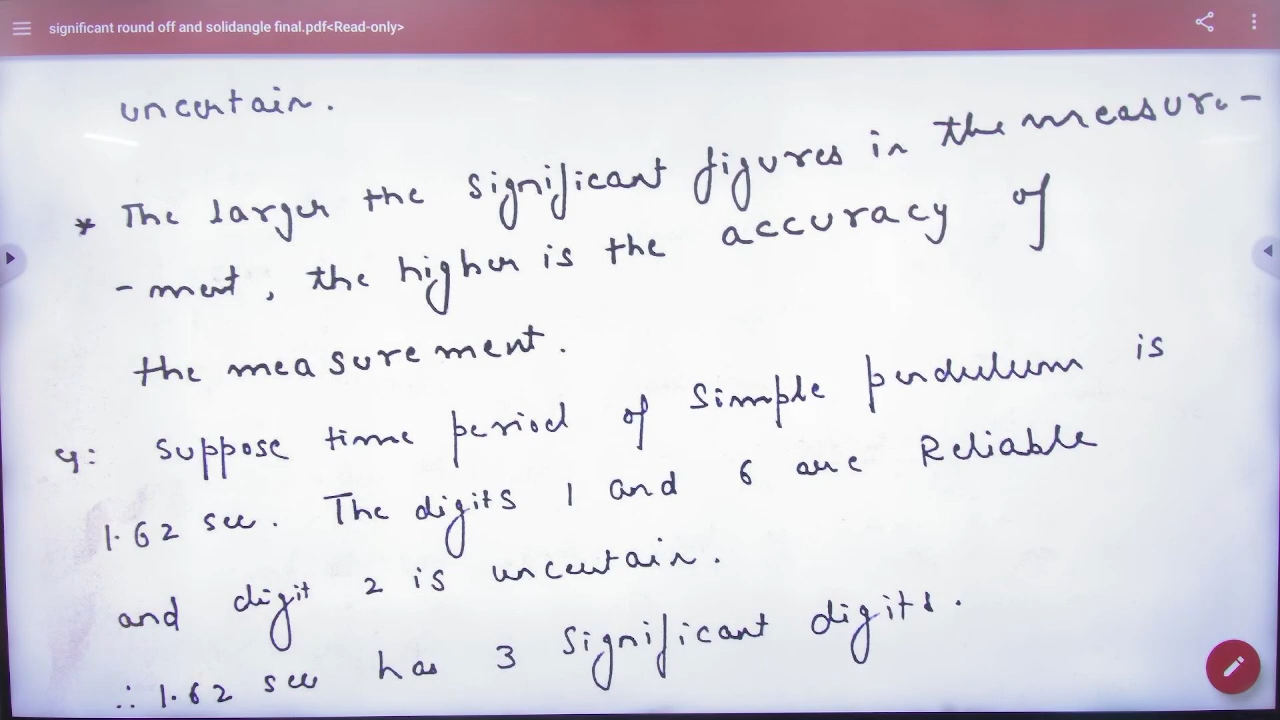 significant round off and solidangle final.pdf<Read-only>
uncertain.
* The larger the significant figures in the measure-
-ment, the higher is the accuracy of
the measurement.
eg: Suppose time period of simple pendulum is
1.62 sec. The digits 1 and 6 are Reliable
and digit 2 is uncertain.
∴ 1.62 sec has 3 significant digits.